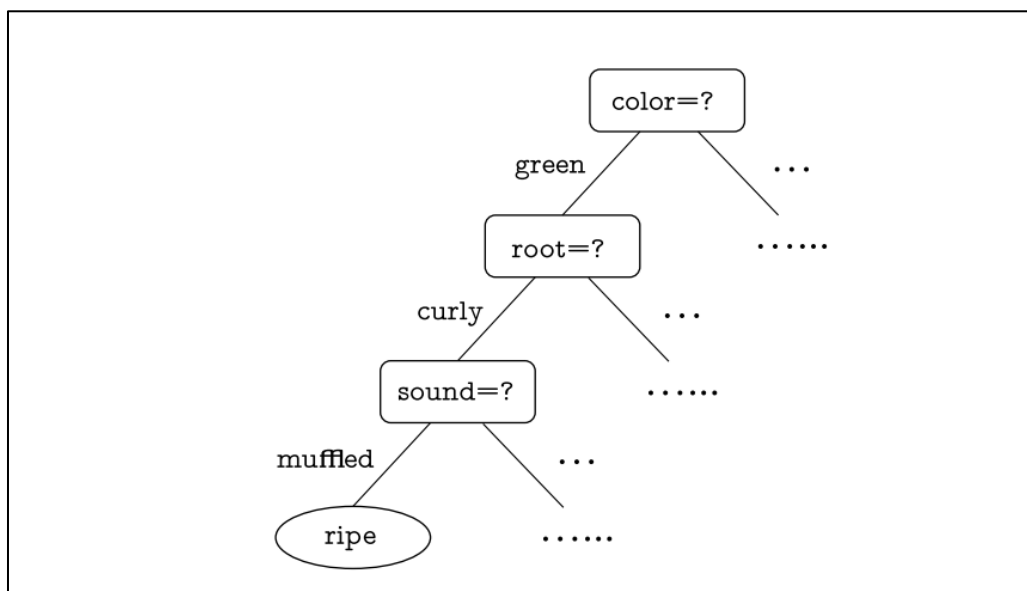 color=?
green
...
root=?
......
curly
...
sound=?
......
muffled
...
ripe
......